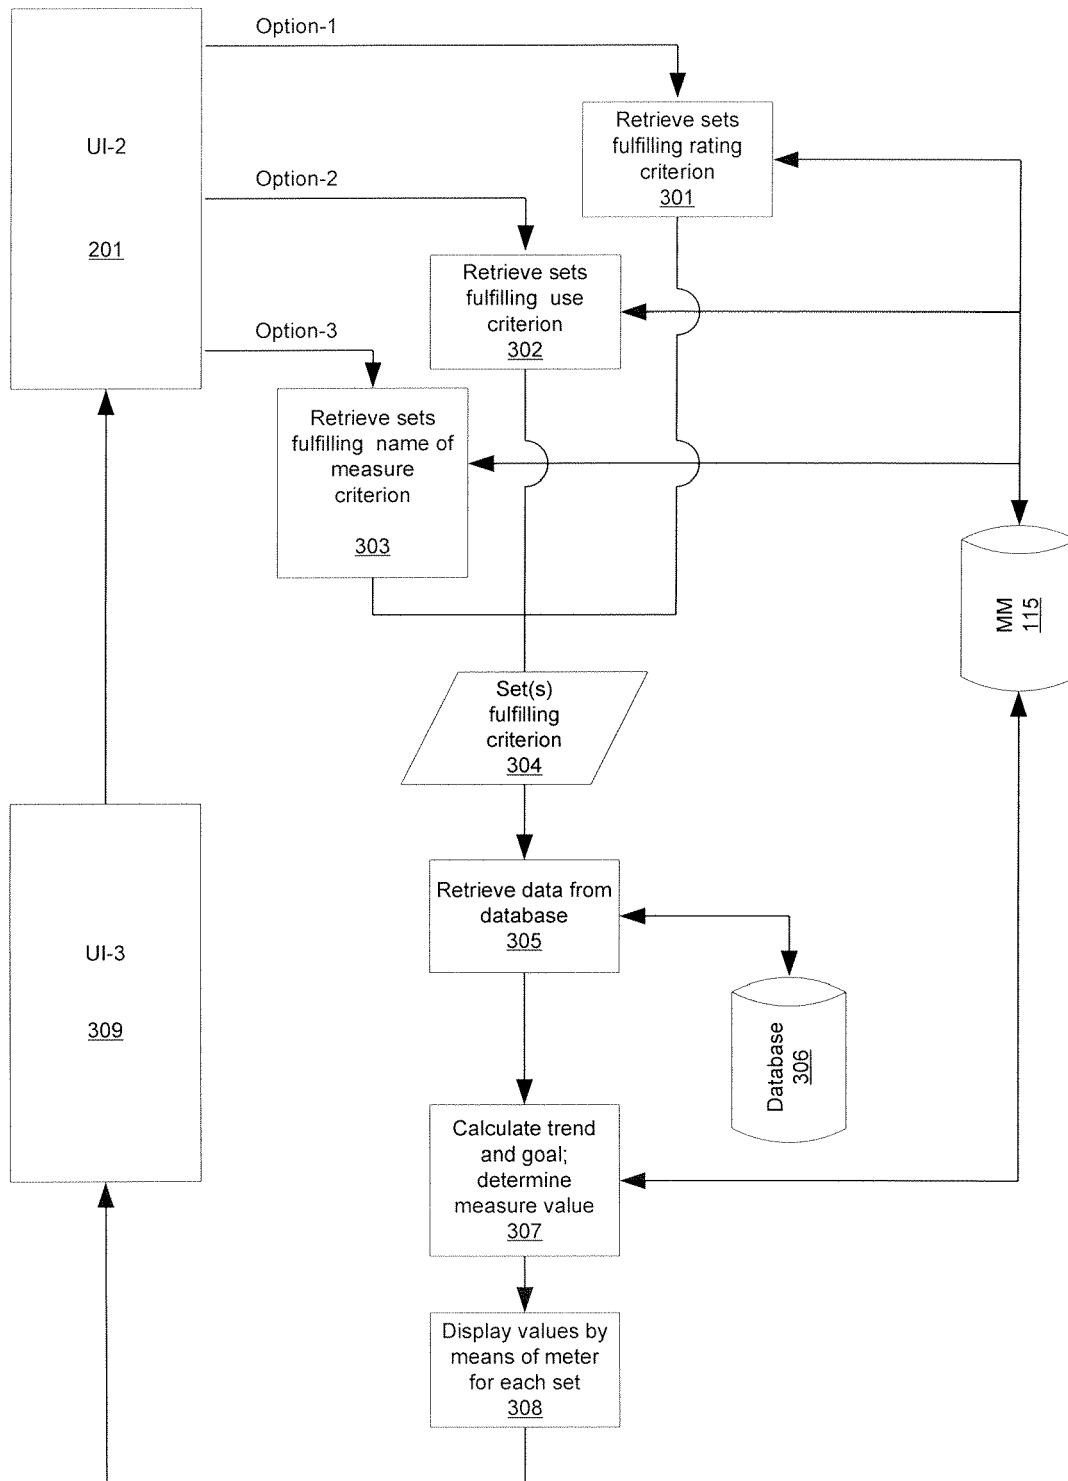 Option-1
UI-2
201
Retrieve sets
fulfilling rating
criterion
301
Option-2
Retrieve sets
fulfilling use
criterion
302
Option-3
Retrieve sets
fulfilling name of
measure
criterion
303
MM
115
Set(s)
fulfilling
criterion
304
Retrieve data from
database
305
UI-3
309
Database
306
Calculate trend
and goal;
determine
measure value
307
Display values by
means of meter
for each set
308